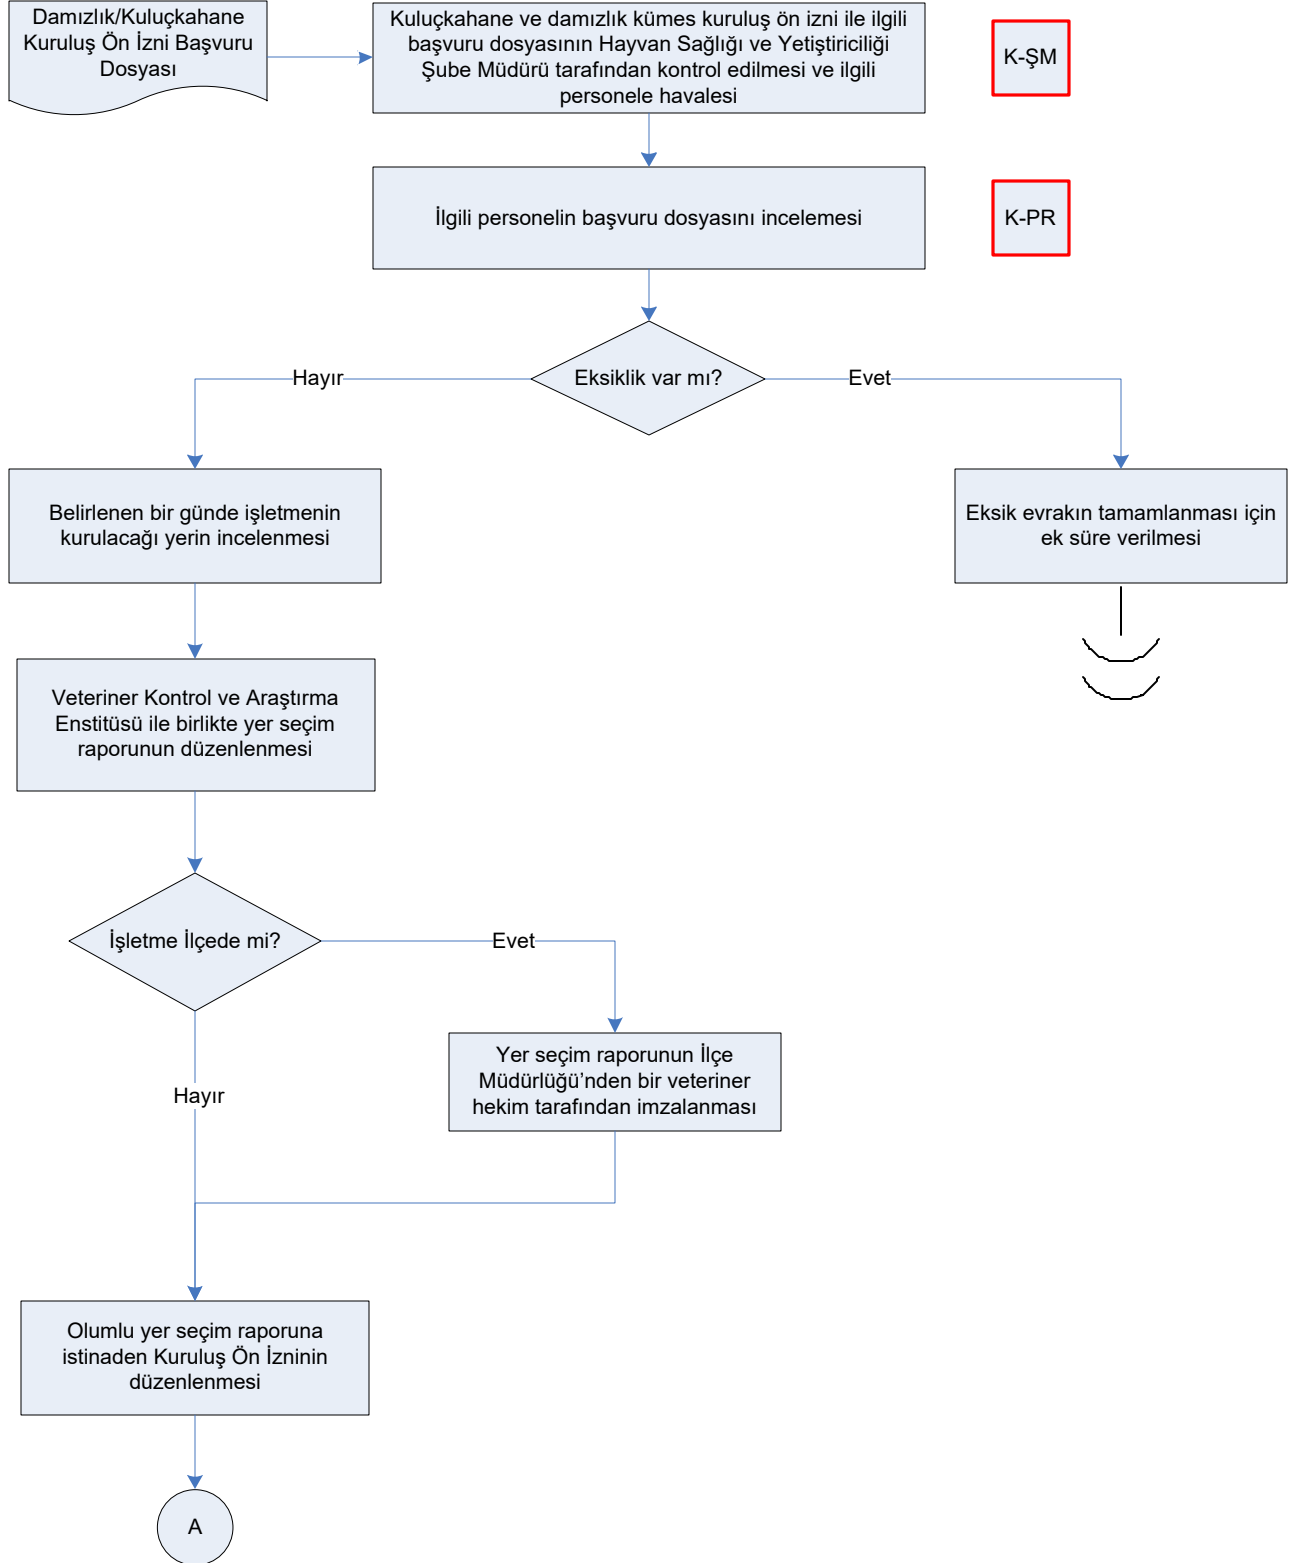 Damızlık/Kuluçkahane
Kuruluş Ön İzni Başvuru
Dosyası
Kuluçkahane ve damızlık kümes kuruluş ön izni ile ilgili
başvuru dosyasının Hayvan Sağlığı ve Yetiştiriciliği
Şube Müdürü tarafından kontrol edilmesi ve ilgili
personele havalesi
K-ŞM
İlgili personelin başvuru dosyasını incelemesi
K-PR
Hayır
Eksiklik var mı?
Evet
Belirlenen bir günde işletmenin
kurulacağı yerin incelenmesi
Eksik evrakın tamamlanması için
ek süre verilmesi
Veteriner Kontrol ve Araştırma
Enstitüsü ile birlikte yer seçim
raporunun düzenlenmesi
İşletme İlçede mi?
Evet
Yer seçim raporunun İlçe
Müdürlüğü’nden bir veteriner
hekim tarafından imzalanması
Hayır
Olumlu yer seçim raporuna
istinaden Kuruluş Ön İzninin
düzenlenmesi
A